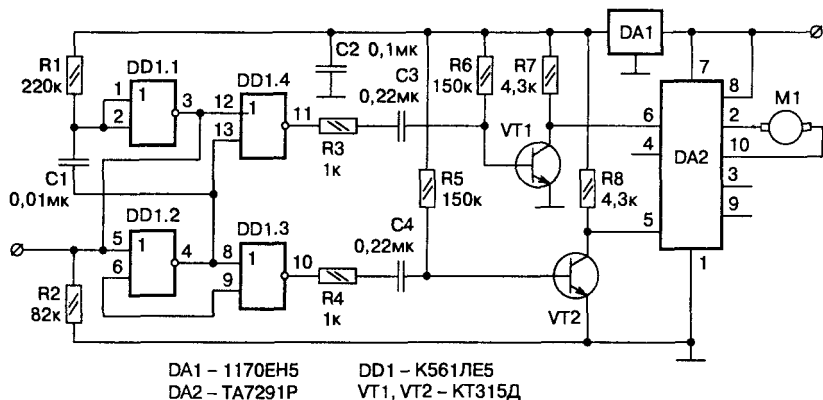 R1
220к
DD1.1
1
1
2
3
C1
0,01мк
DD1.4
12
1
13
11
C2 0,1мк
C3
0,22мк
R3
1к
R6
150к
R7
4,3к
VT1
DA1
7
8
2
10
3
9
1
6
4
5
DA2
M1
R5
150к
R8
4,3к
DD1.2
5
1
6
4
DD1.3
8
1
9
10
R4
1к
C4
0,22мк
VT2
R2
82к
DA1 – 1170ЕН5 DD1 – К561ЛЕ5
DA2 – TA7291P VT1, VT2 – КТ315Д